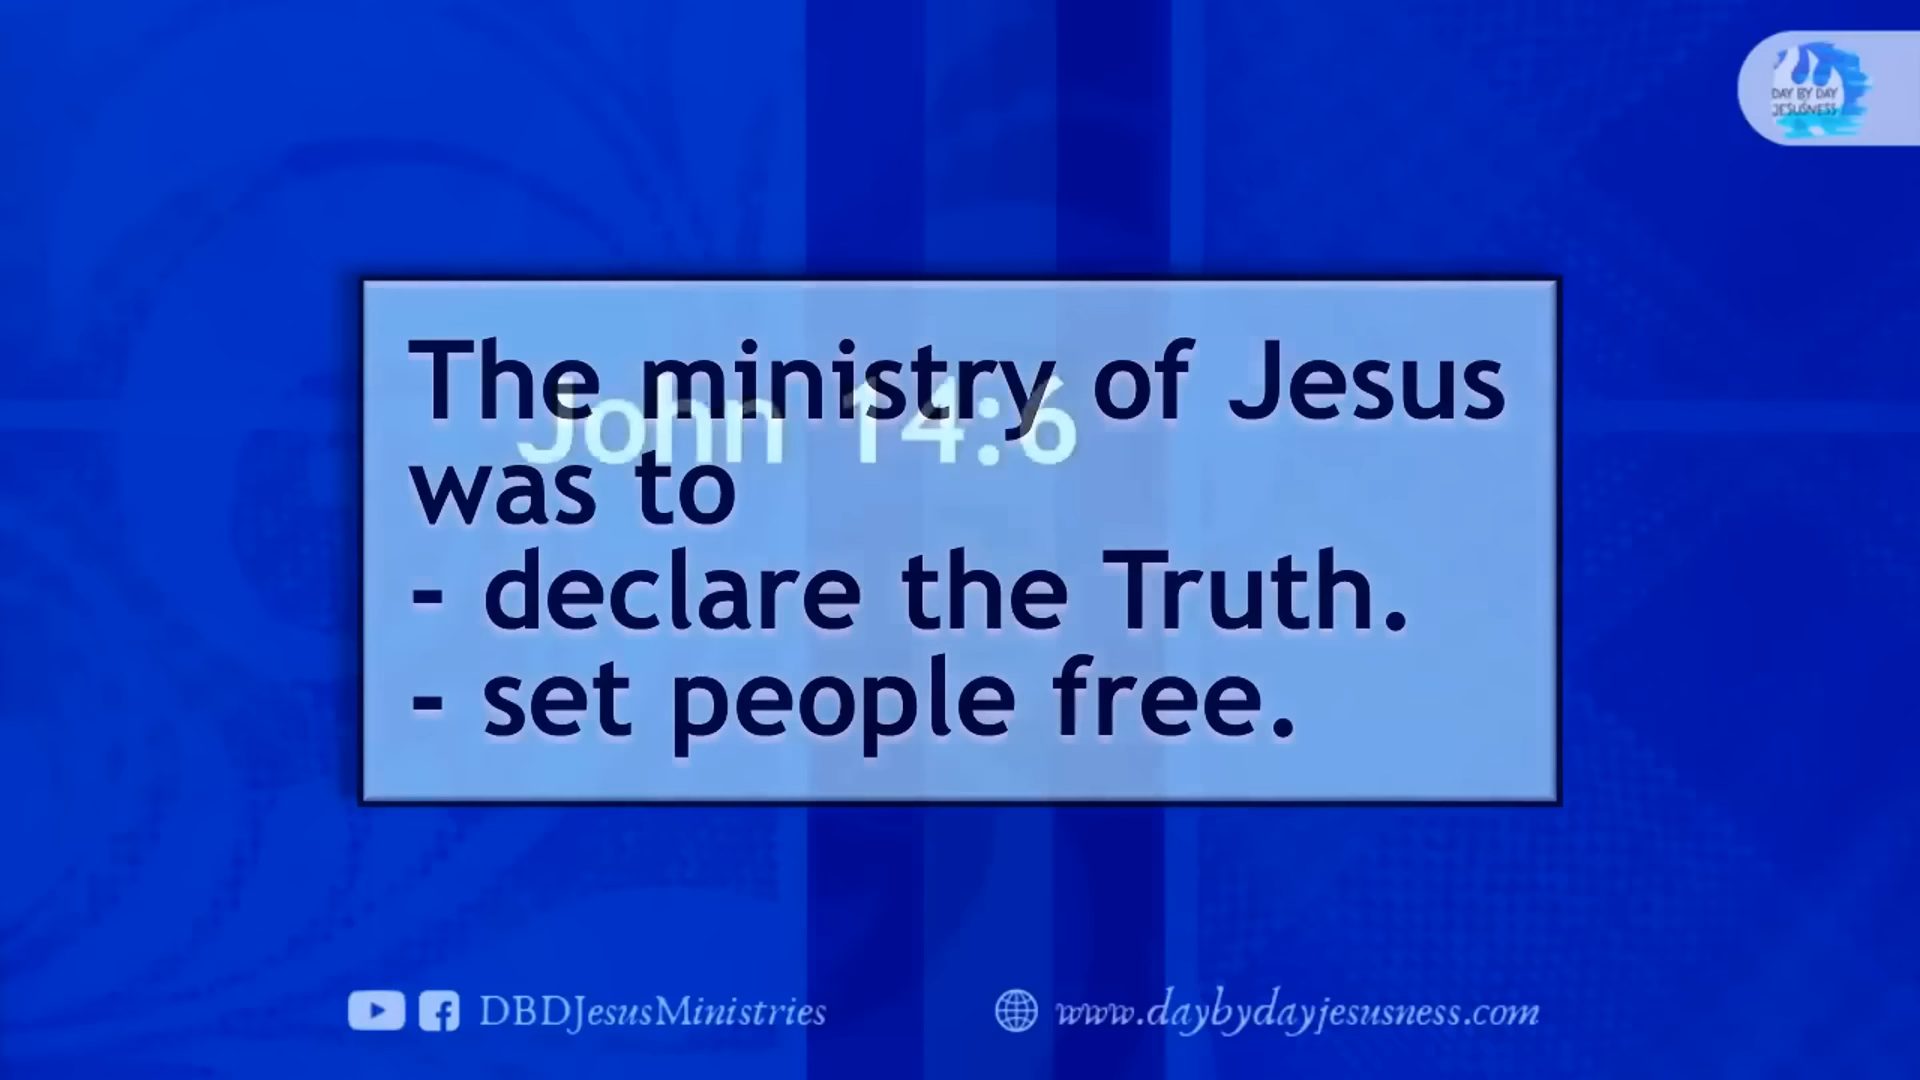 DAY BY DAY
JESUSNESS
The ministry of Jesus
John 14:6
was to
- declare the Truth.
- set people free.
DBDJesusMinistries
www.daybydayjesusness.com